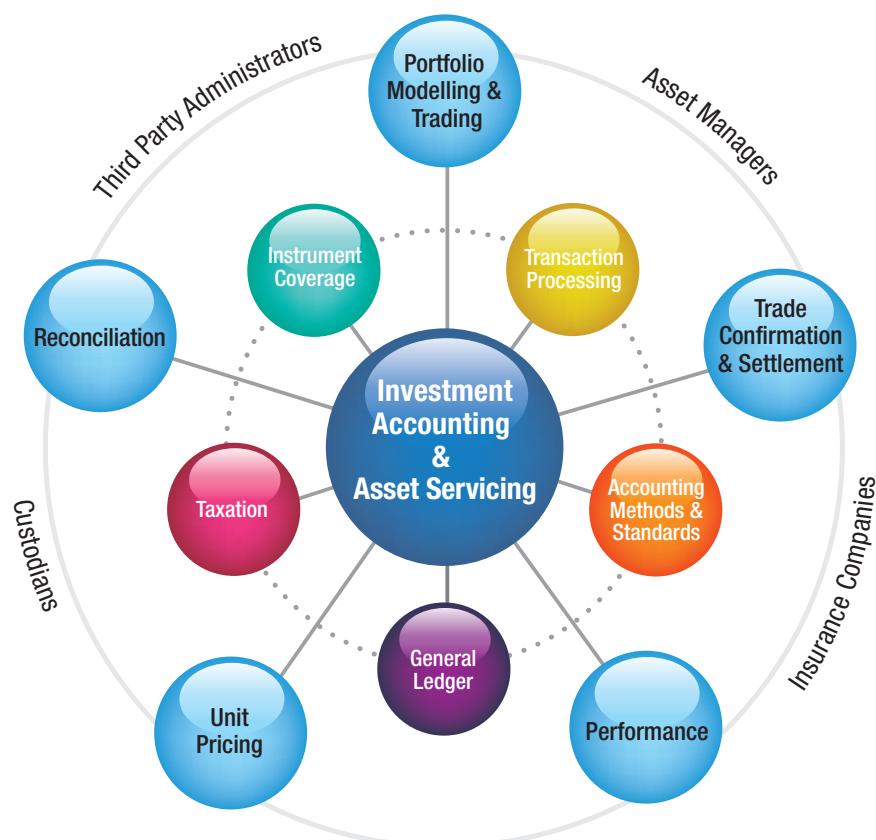 Third Party Administrators
Asset Managers
Portfolio
Modelling &
Trading
Instrument
Coverage
Transaction
Processing
Reconciliation
Trade
Confirmation
& Settlement
Investment
Accounting
&
Asset Servicing
Taxation
Accounting
Methods &
Standards
Custodians
Insurance Companies
General
Ledger
Unit
Pricing
Performance